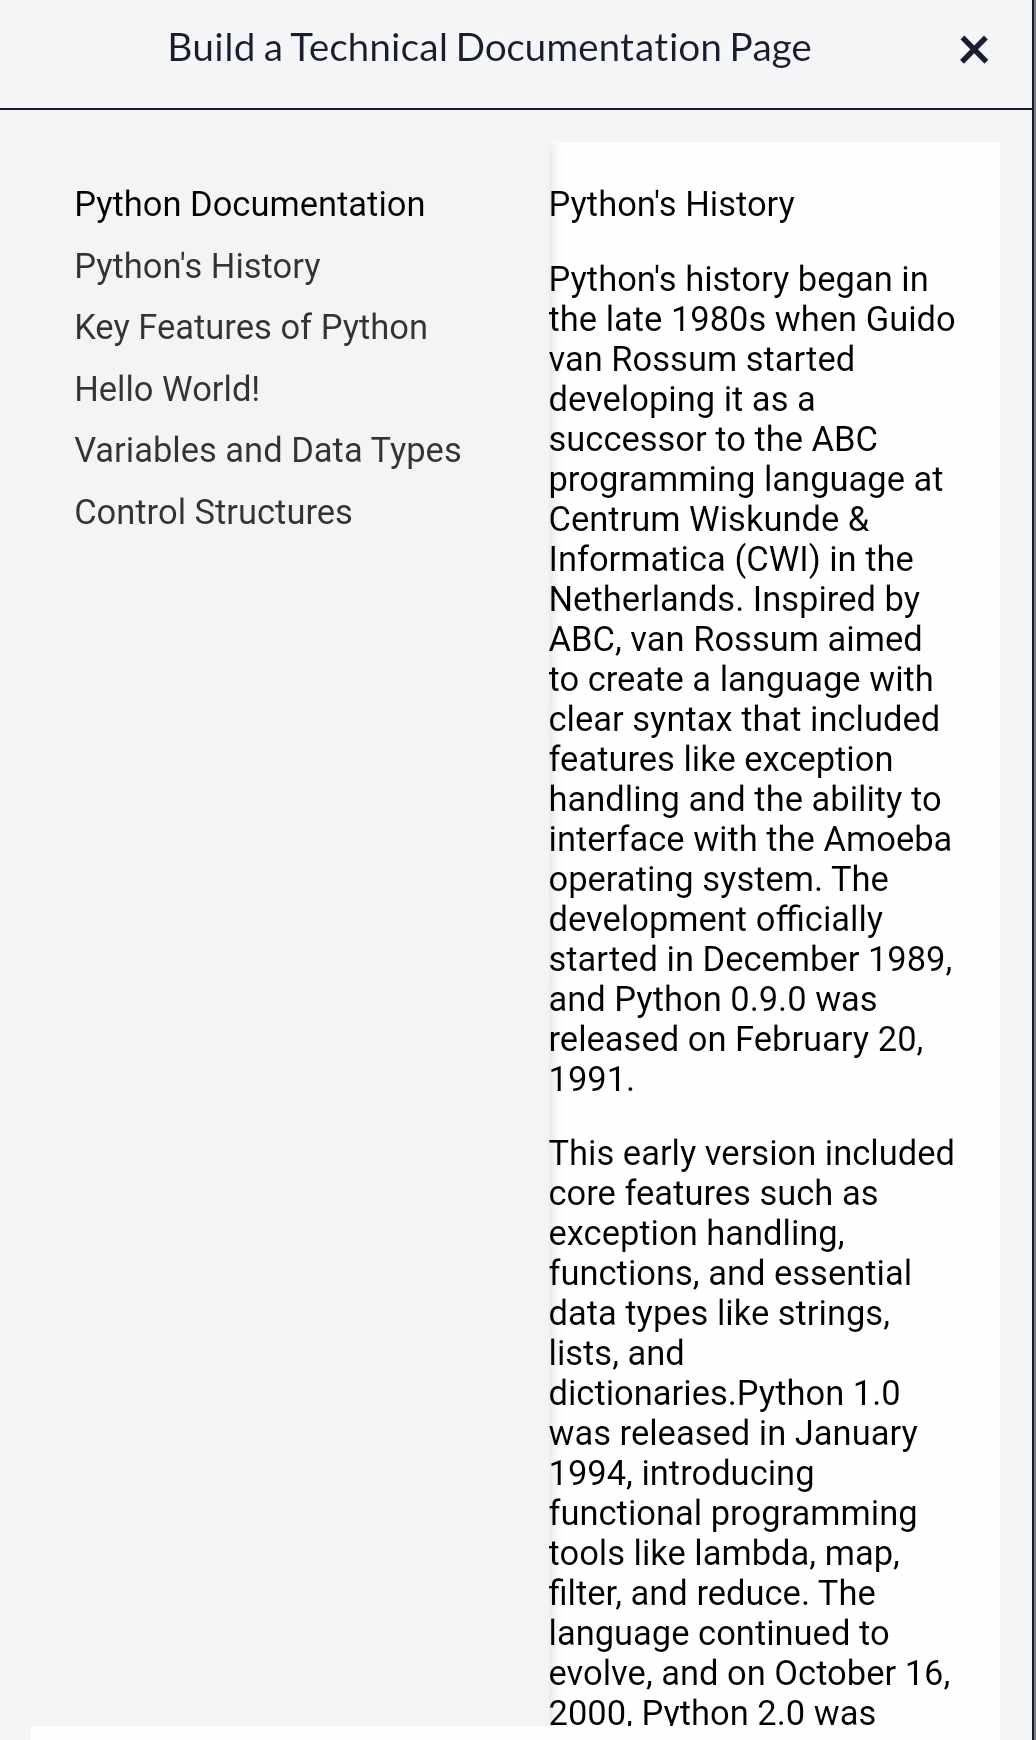 Build a Technical Documentation Page
Python Documentation
Python's History
Key Features of Python
Hello World!
Variables and Data Types
Control Structures
Python's History
Python's history began in
the late 1980s when Guido
van Rossum started
developing it as a
successor to the ABC
programming language at
Centrum Wiskunde &
Informatica (CWI) in the
Netherlands. Inspired by
ABC, van Rossum aimed
to create a language with
clear syntax that included
features like exception
handling and the ability to
interface with the Amoeba
operating system. The
development officially
started in December 1989,
and Python 0.9.0 was
released on February 20,
1991.
This early version included
core features such as
exception handling,
functions, and essential
data types like strings,
lists, and
dictionaries.Python 1.0
was released in January
1994, introducing
functional programming
tools like lambda, map,
filter, and reduce. The
language continued to
evolve, and on October 16,
2000, Python 2.0 was